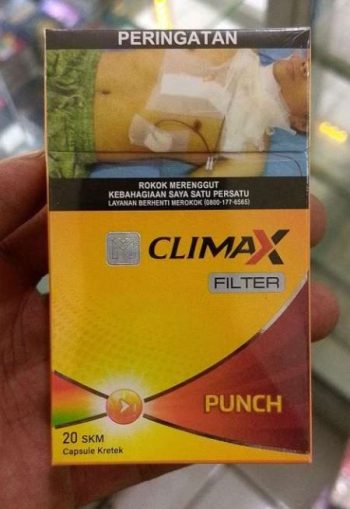 PERINGATAN
ROKOK MERENGGUT
KEBAHAGIAAN SAYA SATU PERSATU
LAYANAN BERHENTI MEROKOK (0800-177-6565)
CLIMAX
FILTER
PUNCH
20 SKM
Capsule Kretek